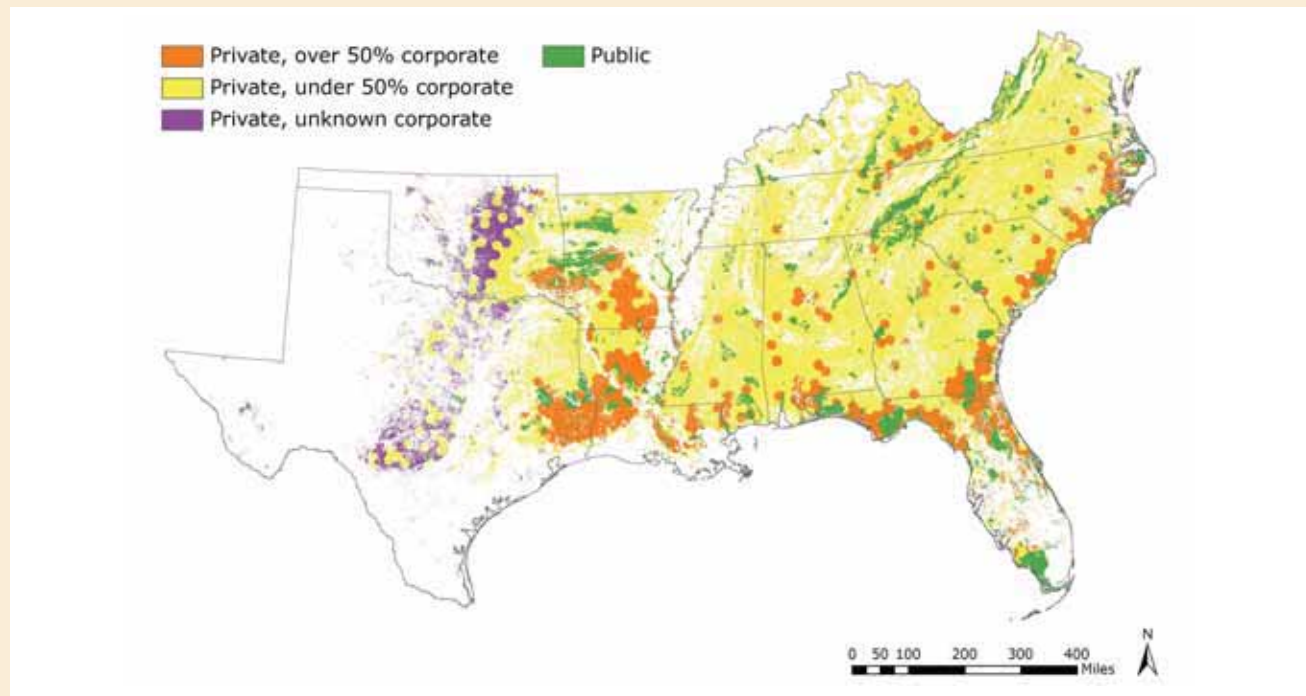 Private, over 50% corporate
Public
Private, under 50% corporate
Private, unknown corporate
N
0 50 100 200 300 400
Miles